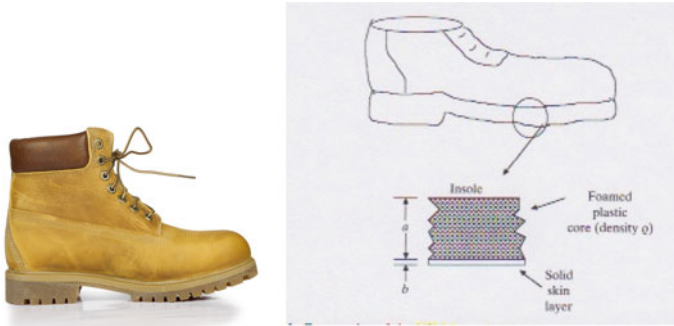 Insole
Foamed
plastic
core (density ϱ)
a
b
Solid
skin
layer